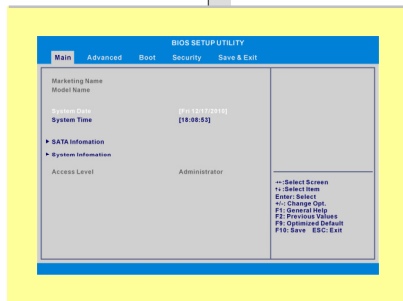 BIOS SETUP UTILITY
Main Advanced Boot Security Save & Exit
Marketing Name
Model Name
System Date [Fri 12/17/2010]
System Time [18:08:53]
SATA Infomation
System Infomation
Access Level Administrator
↔:Select Screen
↑↓:Select Item
Enter: Select
+/-: Change Opt.
F1: General Help
F2: Previous Values
F9: Optimized Default
F10: Save ESC: Exit